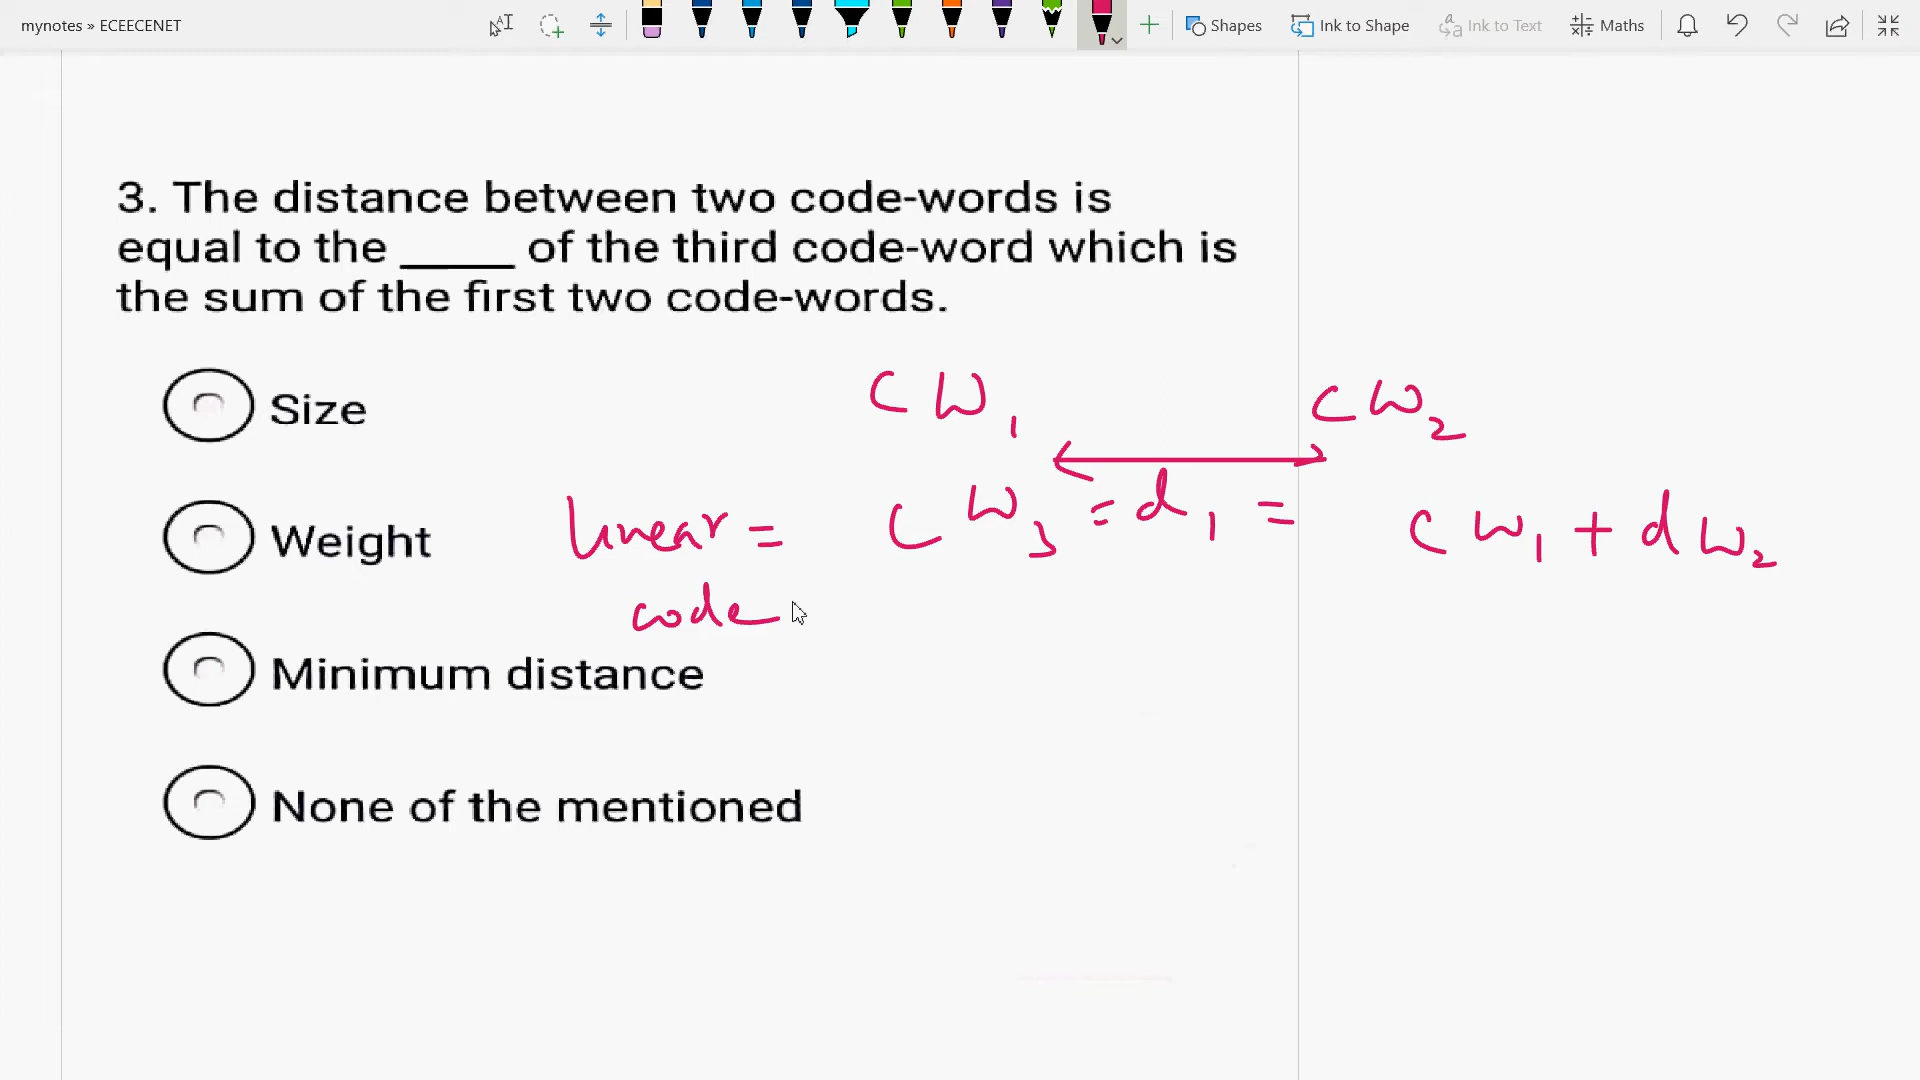 mynotes » ECEECENET
Shapes
Ink to Shape
Ink to Text
Maths
3. The distance between two code-words is
equal to the _____ of the third code-word which is
the sum of the first two code-words.
Size
Weight
Minimum distance
None of the mentioned
CW1
CW2
linear = CW3 = d1 = CW1 + dW2
code